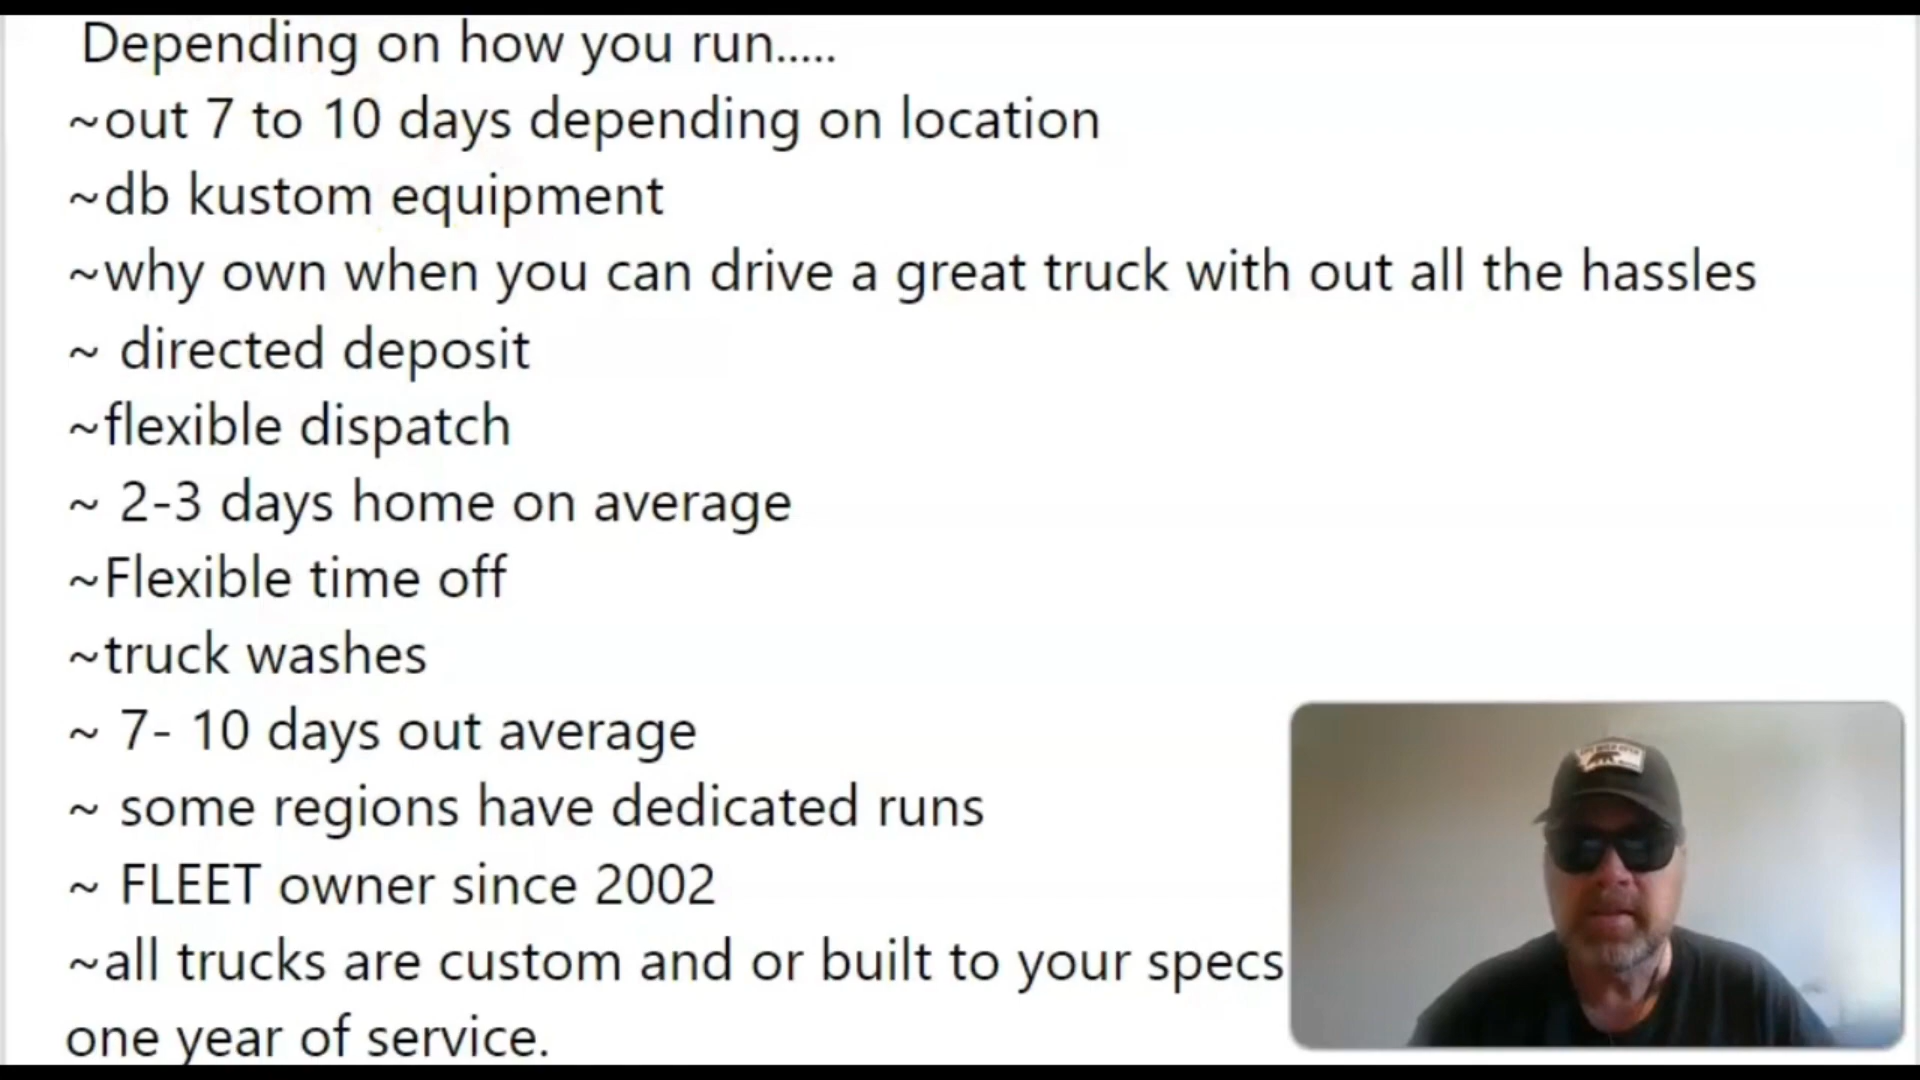 Depending on how you run.....
~out 7 to 10 days depending on location
~db kustom equipment
~why own when you can drive a great truck with out all the hassles
~ directed deposit
~flexible dispatch
~ 2-3 days home on average
~Flexible time off
~truck washes
~ 7- 10 days out average
~ some regions have dedicated runs
~ FLEET owner since 2002
~all trucks are custom and or built to your specs
one year of service.